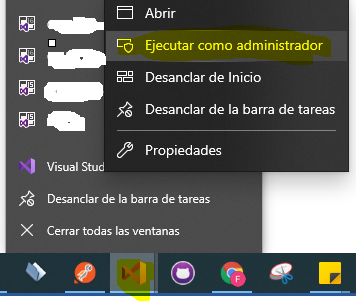 Abrir
Ejecutar como administrador
Desanclar de Inicio
Desanclar de la barra de tareas
Propiedades
Visual Stud
Desanclar de la barra de tareas
Cerrar todas las ventanas
F